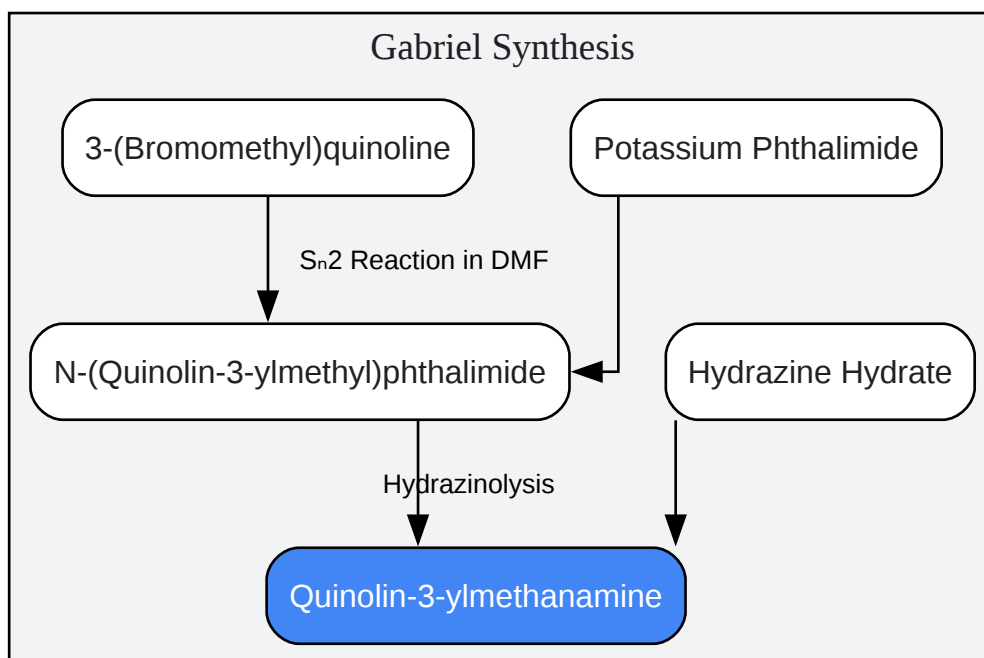 Gabriel Synthesis
3-(Bromomethyl)quinoline
Potassium Phthalimide
Sₙ2 Reaction in DMF
N-(Quinolin-3-ylmethyl)phthalimide
Hydrazine Hydrate
Hydrazinolysis
Quinolin-3-ylmethanamine